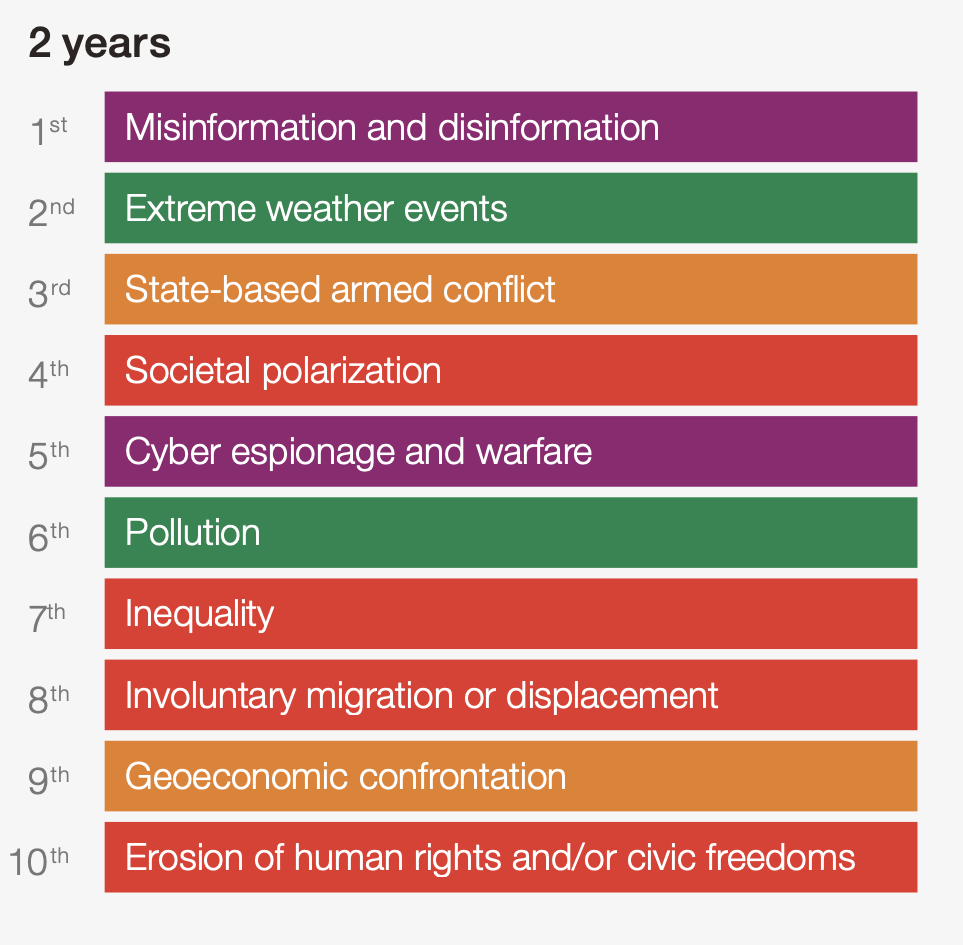 2 years
1st Misinformation and disinformation
2nd Extreme weather events
3rd State-based armed conflict
4th Societal polarization
5th Cyber espionage and warfare
6th Pollution
7th Inequality
8th Involuntary migration or displacement
9th Geoeconomic confrontation
10th Erosion of human rights and/or civic freedoms